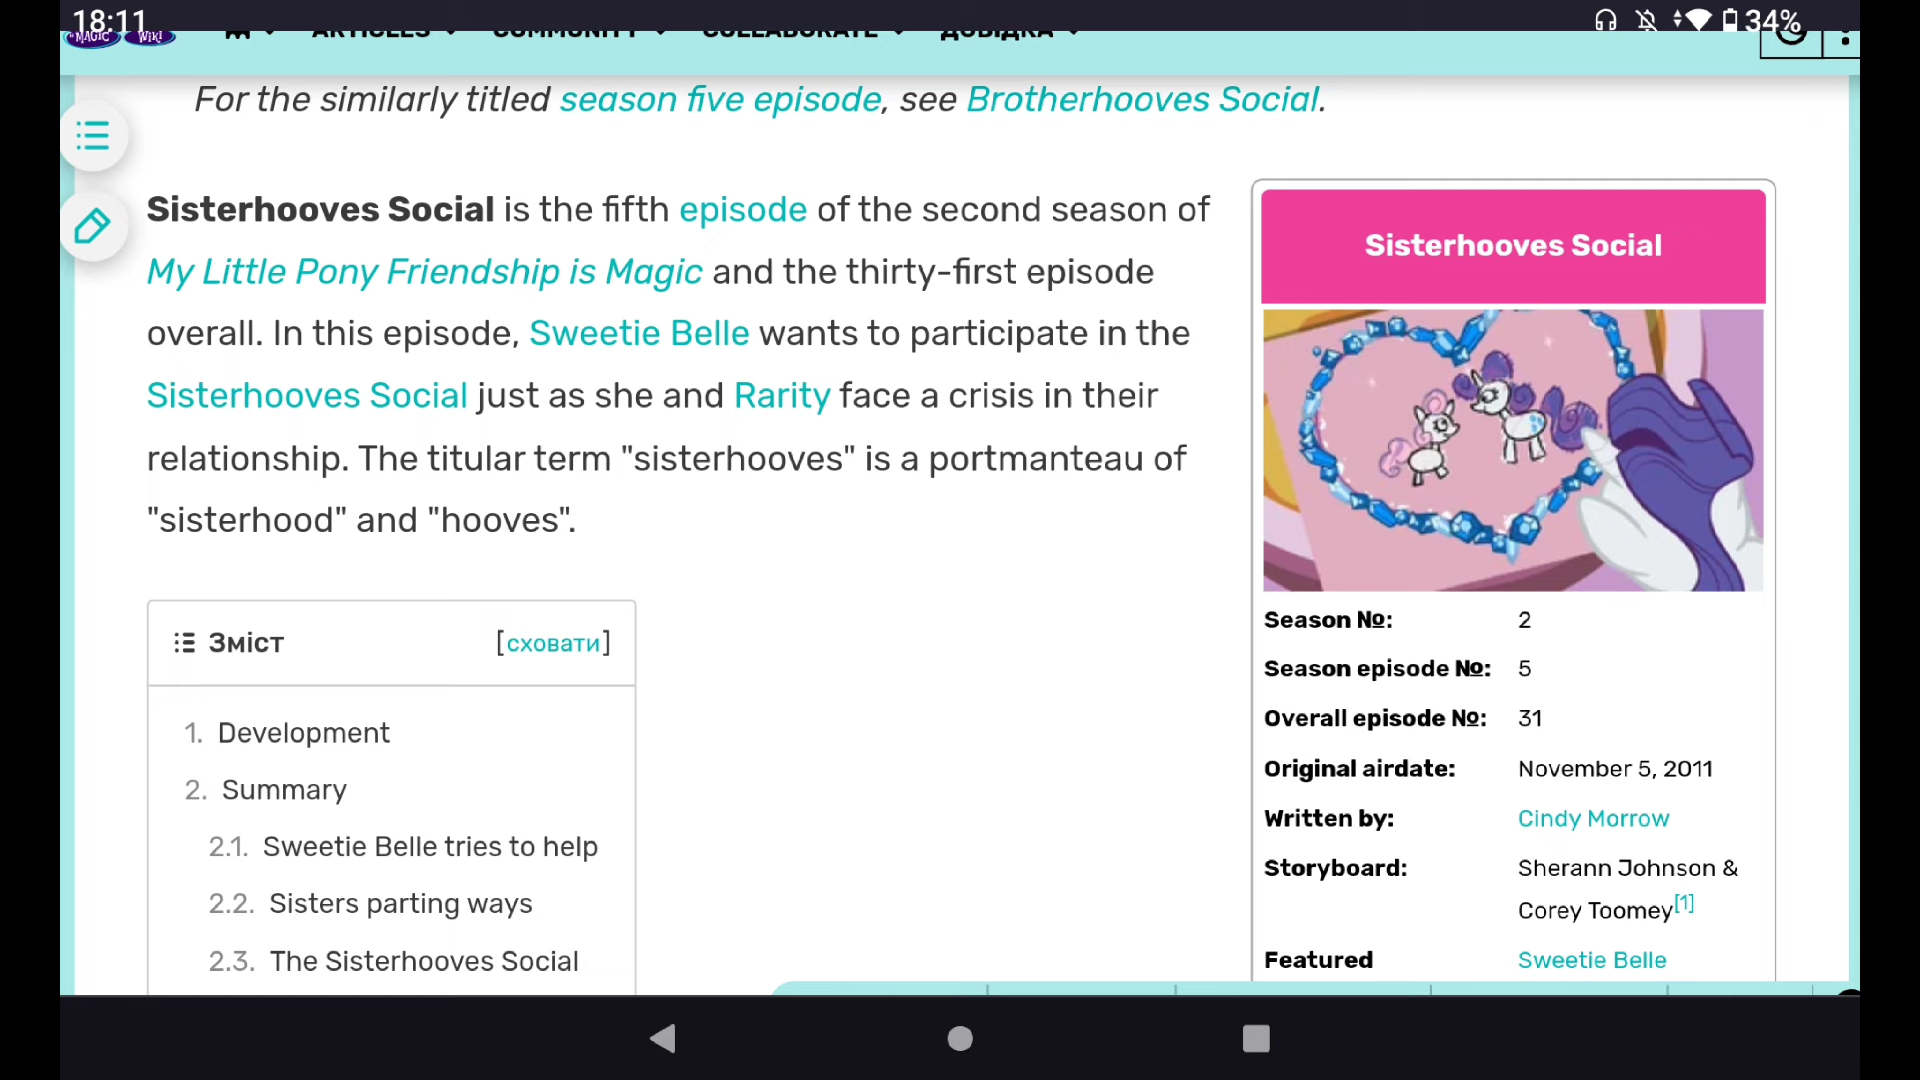 18:11
34%
MAGIC WiKi
ARTICLES
COMMUNITY
COLLABORATE
ДОВІДКА
For the similarly titled season five episode, see Brotherhooves Social.
Sisterhooves Social is the fifth episode of the second season of
My Little Pony Friendship is Magic and the thirty-first episode
overall. In this episode, Sweetie Belle wants to participate in the
Sisterhooves Social just as she and Rarity face a crisis in their
relationship. The titular term "sisterhooves" is a portmanteau of
"sisterhood" and "hooves".
Зміст [сховати]
1. Development
2. Summary
2.1. Sweetie Belle tries to help
2.2. Sisters parting ways
2.3. The Sisterhooves Social
Sisterhooves Social
Season №: 2
Season episode №: 5
Overall episode №: 31
Original airdate: November 5, 2011
Written by: Cindy Morrow
Storyboard: Sherann Johnson &
Corey Toomey[1]
Featured Sweetie Belle